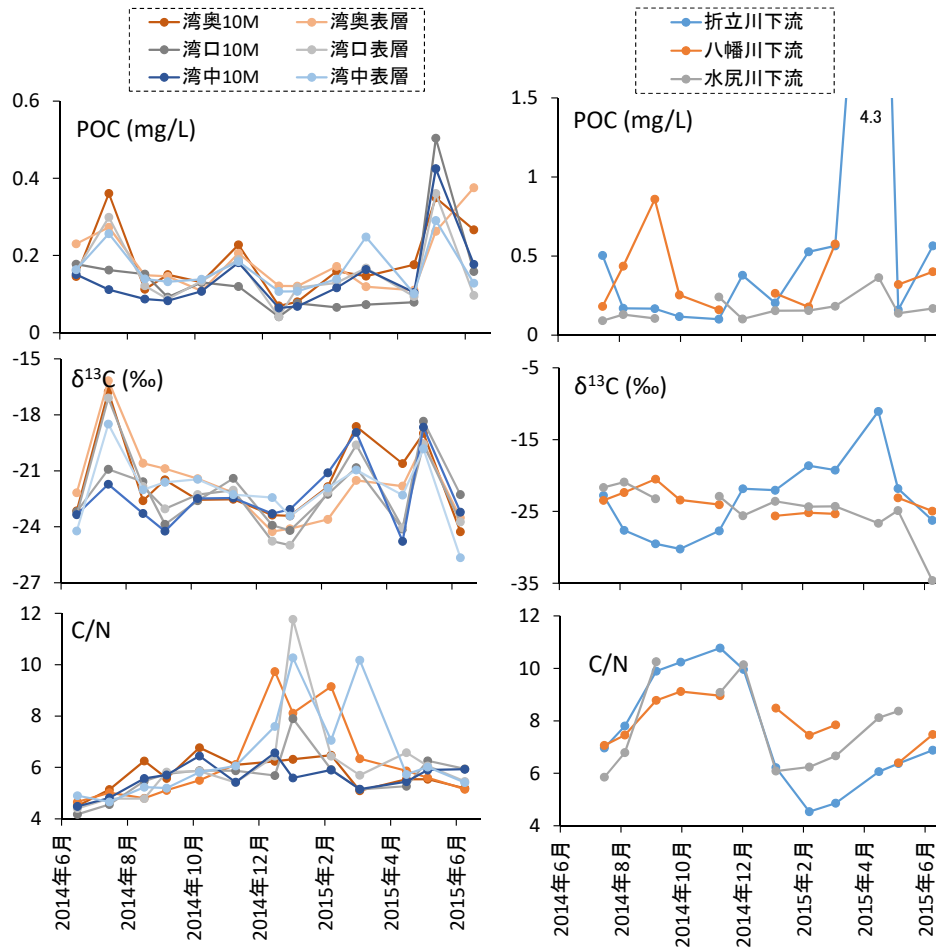 湾奥10M 湾奥表層
湾口10M 湾口表層
湾中10M 湾中表層
POC (mg/L)
0.6
0.4
0.2
0
δ¹³C (‰)
-15
-18
-21
-24
-27
C/N
12
10
8
6
4
2014年6月
2014年8月
2014年10月
2014年12月
2015年2月
2015年4月
2015年6月
折立川下流
八幡川下流
水尻川下流
POC (mg/L)
4.3
1.5
1
0.5
0
δ¹³C (‰)
-5
-15
-25
-35
C/N
12
10
8
6
4
2014年6月
2014年8月
2014年10月
2014年12月
2015年2月
2015年4月
2015年6月